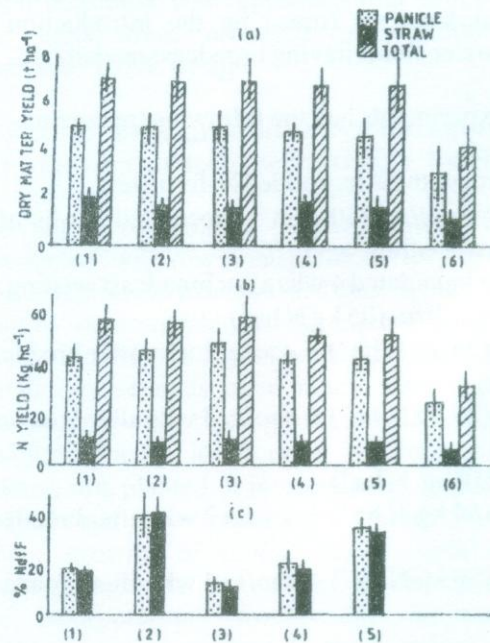 PANICLE
STRAW
TOTAL
(a)
DRY MATTER YIELD (t ha⁻¹)
8
6
4
2
0
(1) (2) (3) (4) (5) (6)
(b)
N YIELD (Kg ha⁻¹)
60
40
20
0
(1) (2) (3) (4) (5) (6)
(c)
% NdfF
40
20
0
(1) (2) (3) (4) (5)